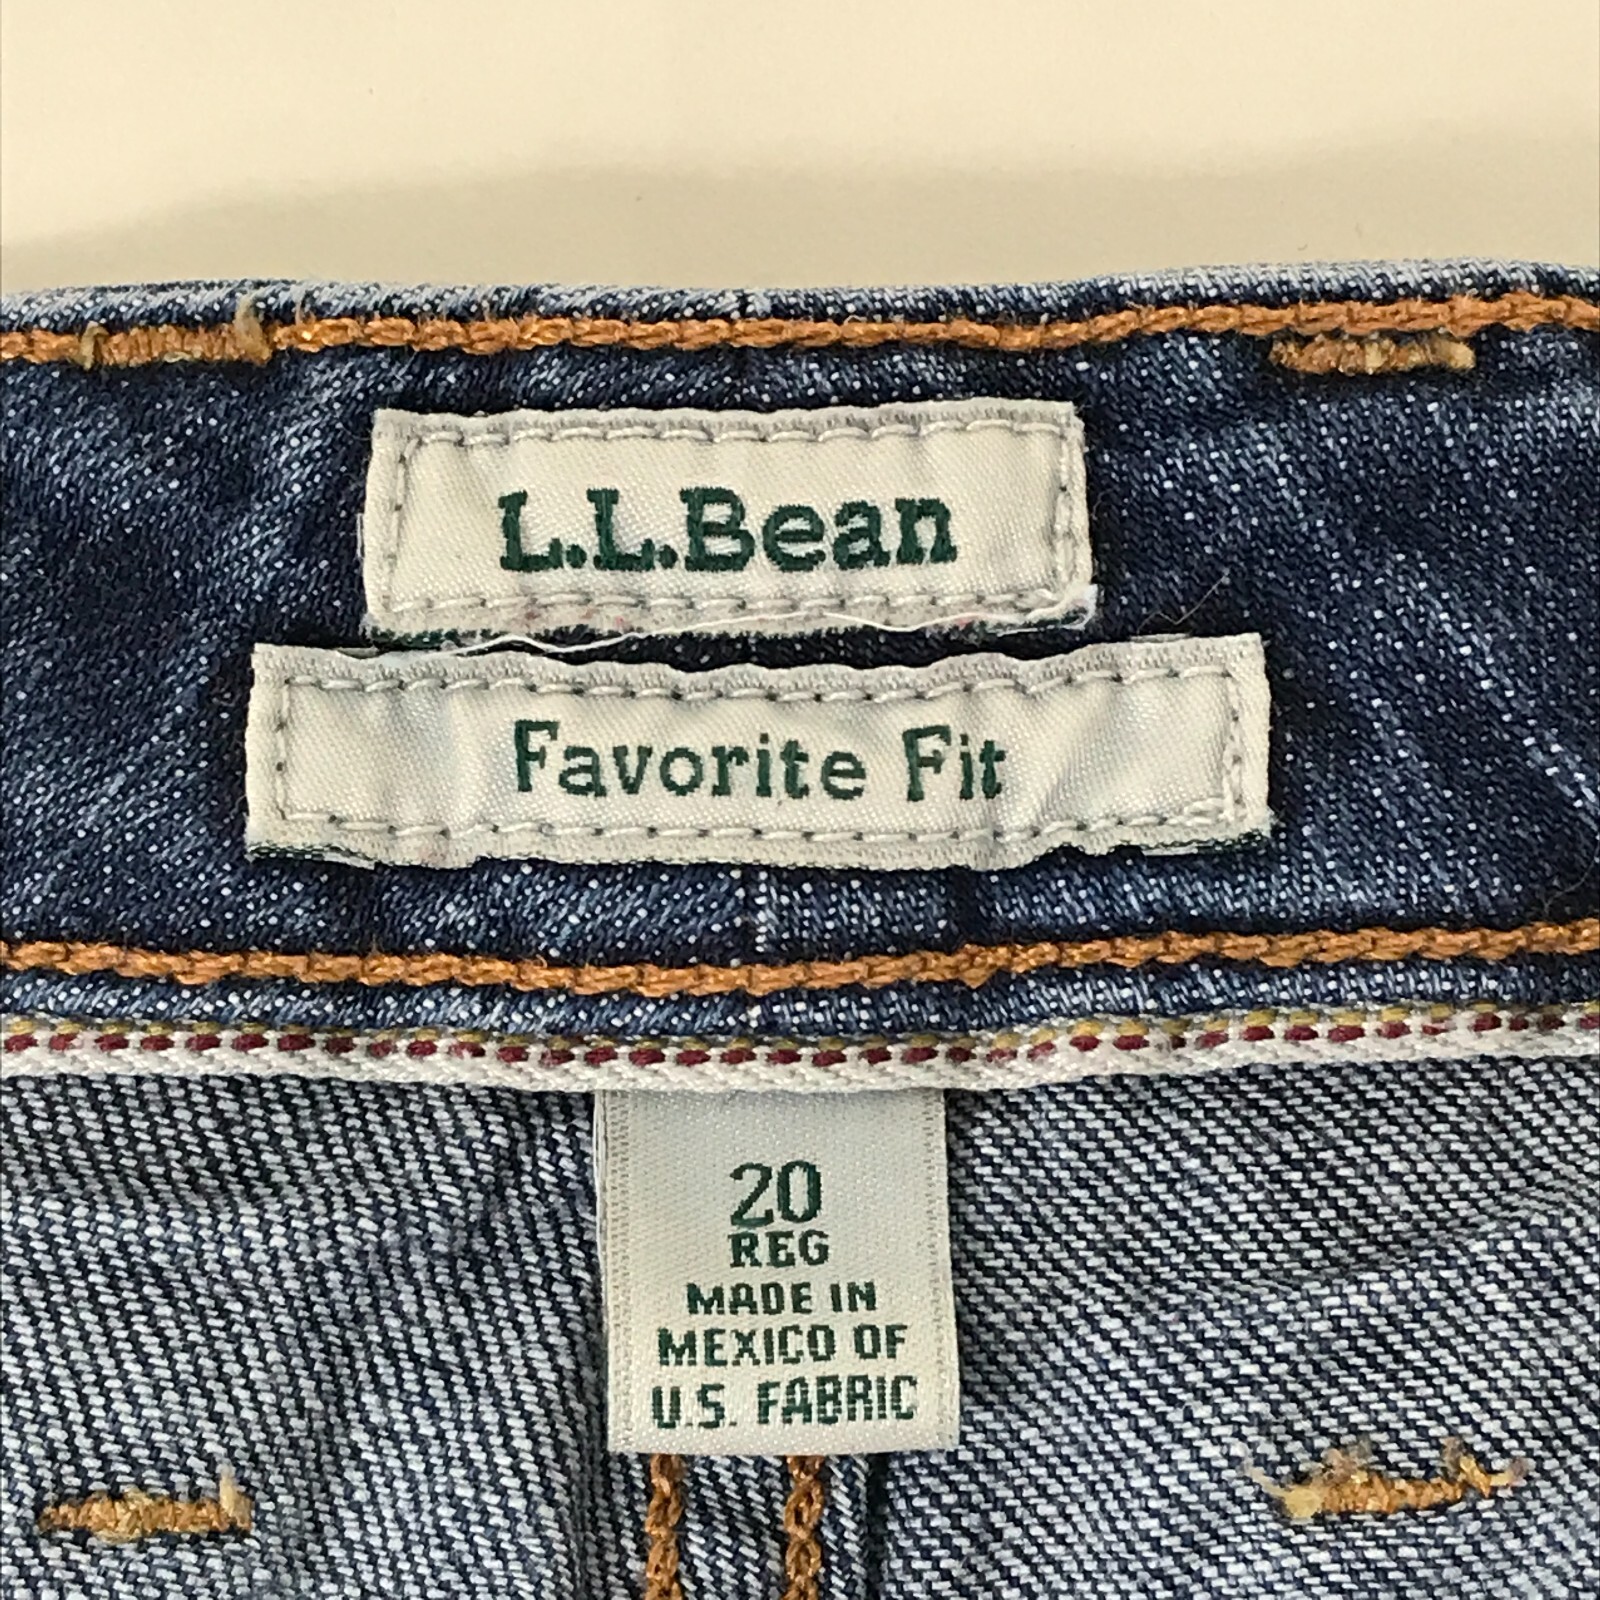 L.L.Bean
Favorite Fit
20
REG
MADE IN
MEXICO OF
U.S. FABRIC